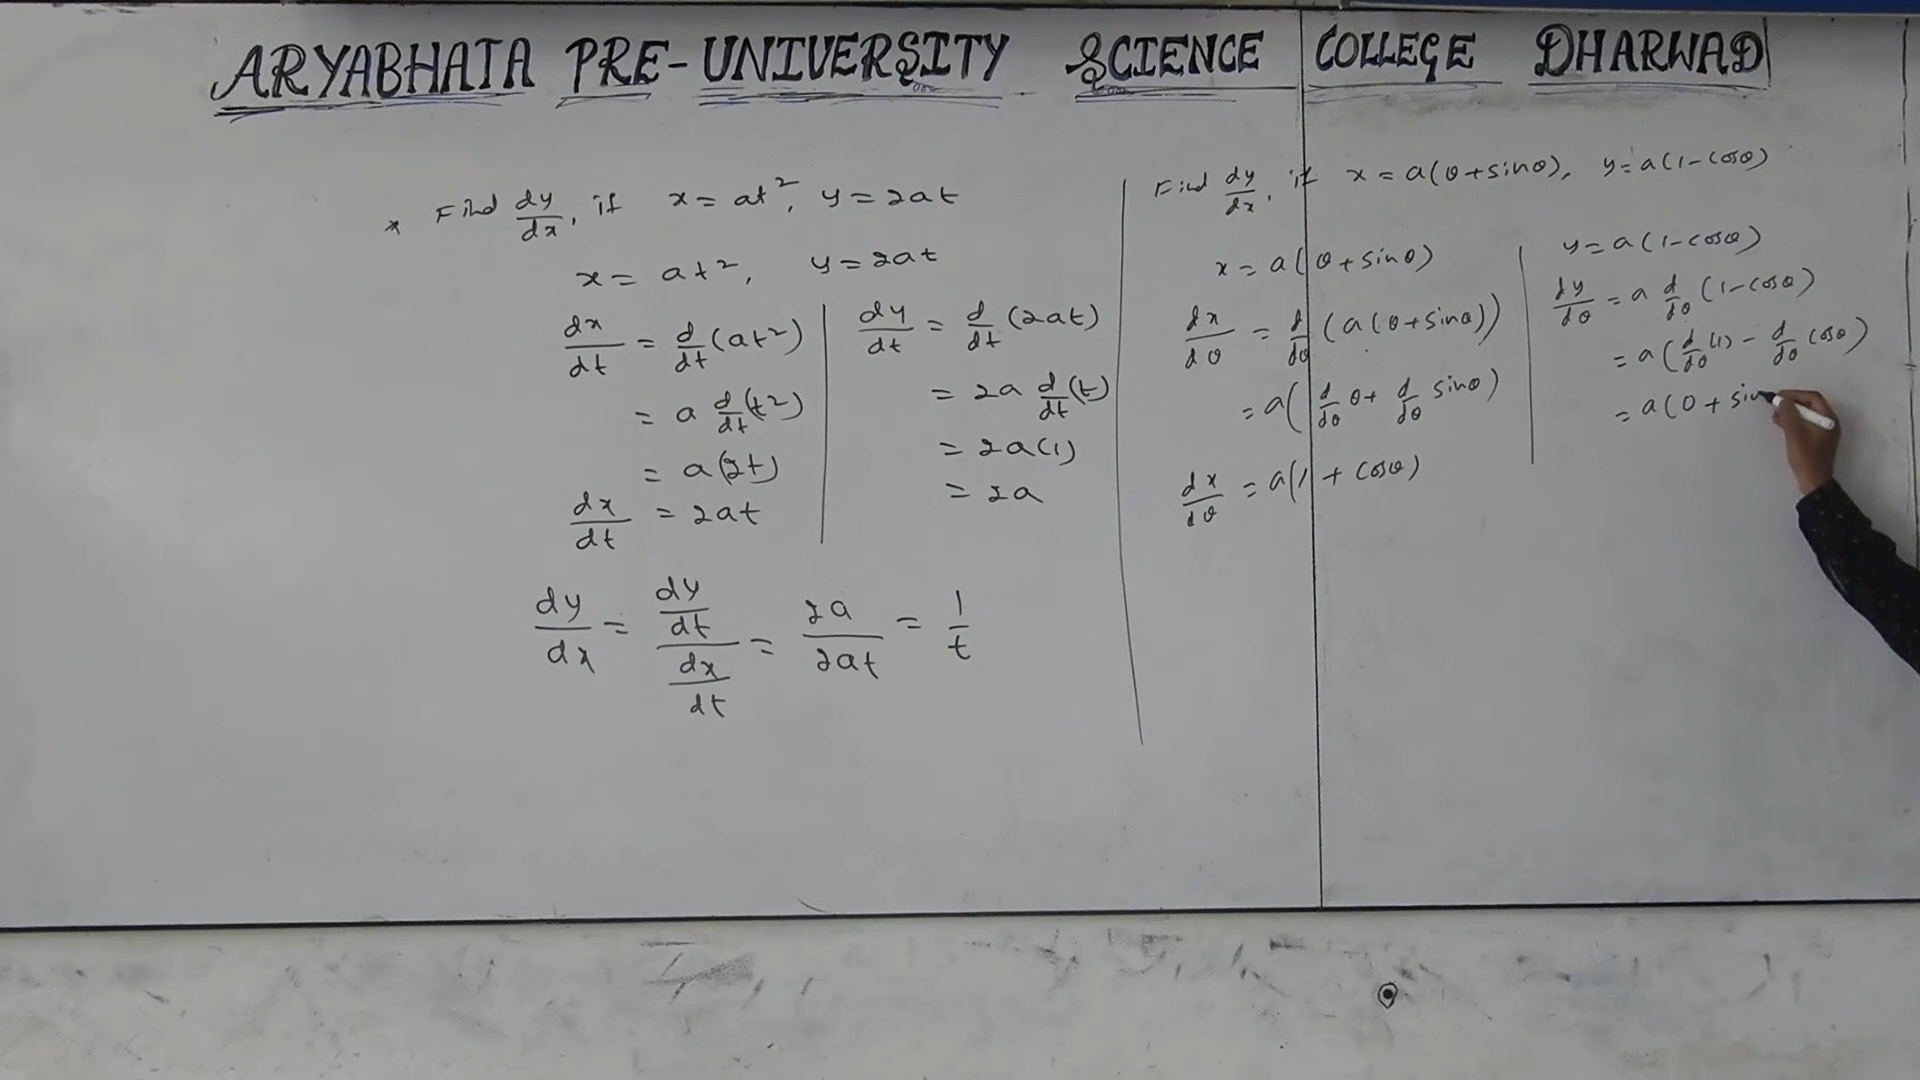 ARYABHATA PRE-UNIVERSITY SCIENCE COLLEGE DHARWAD
* Find dy/dx, if x = at², y = 2at
x = at², y = 2at
dx/dt = d/dt (at²)
= a d/dt (t²)
= a(2t)
dx/dt = 2at
dy/dt = d/dt (2at)
= 2a d/dt (t)
= 2a(1)
= 2a
dy/dx = (dy/dt)/(dx/dt) = 2a/2at = 1/t
Find dy/dx, if x = a(θ+sinθ), y = a(1-cosθ)
x = a(θ+sinθ)
dx/dθ = d/dθ (a(θ+sinθ))
= a(d/dθ θ + d/dθ sinθ)
dx/dθ = a(1 + cosθ)
y = a(1-cosθ)
dy/dθ = a d/dθ (1-cosθ)
= a(d/dθ (1) - d/dθ cosθ)
= a(0 + sin